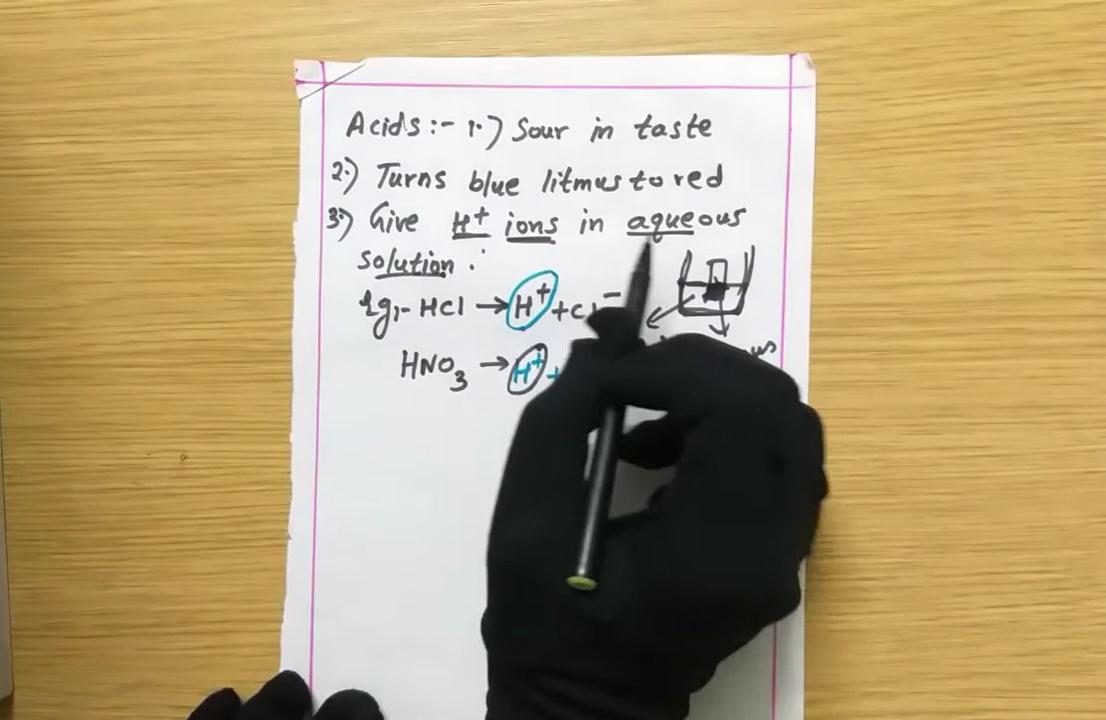 Acids :- 1.) Sour in taste
2.) Turns blue litmus to red
3.) Give H+ ions in aqueous
solution.
Eg,- HCl → H+ + Cl-
HNO3 → H+ +